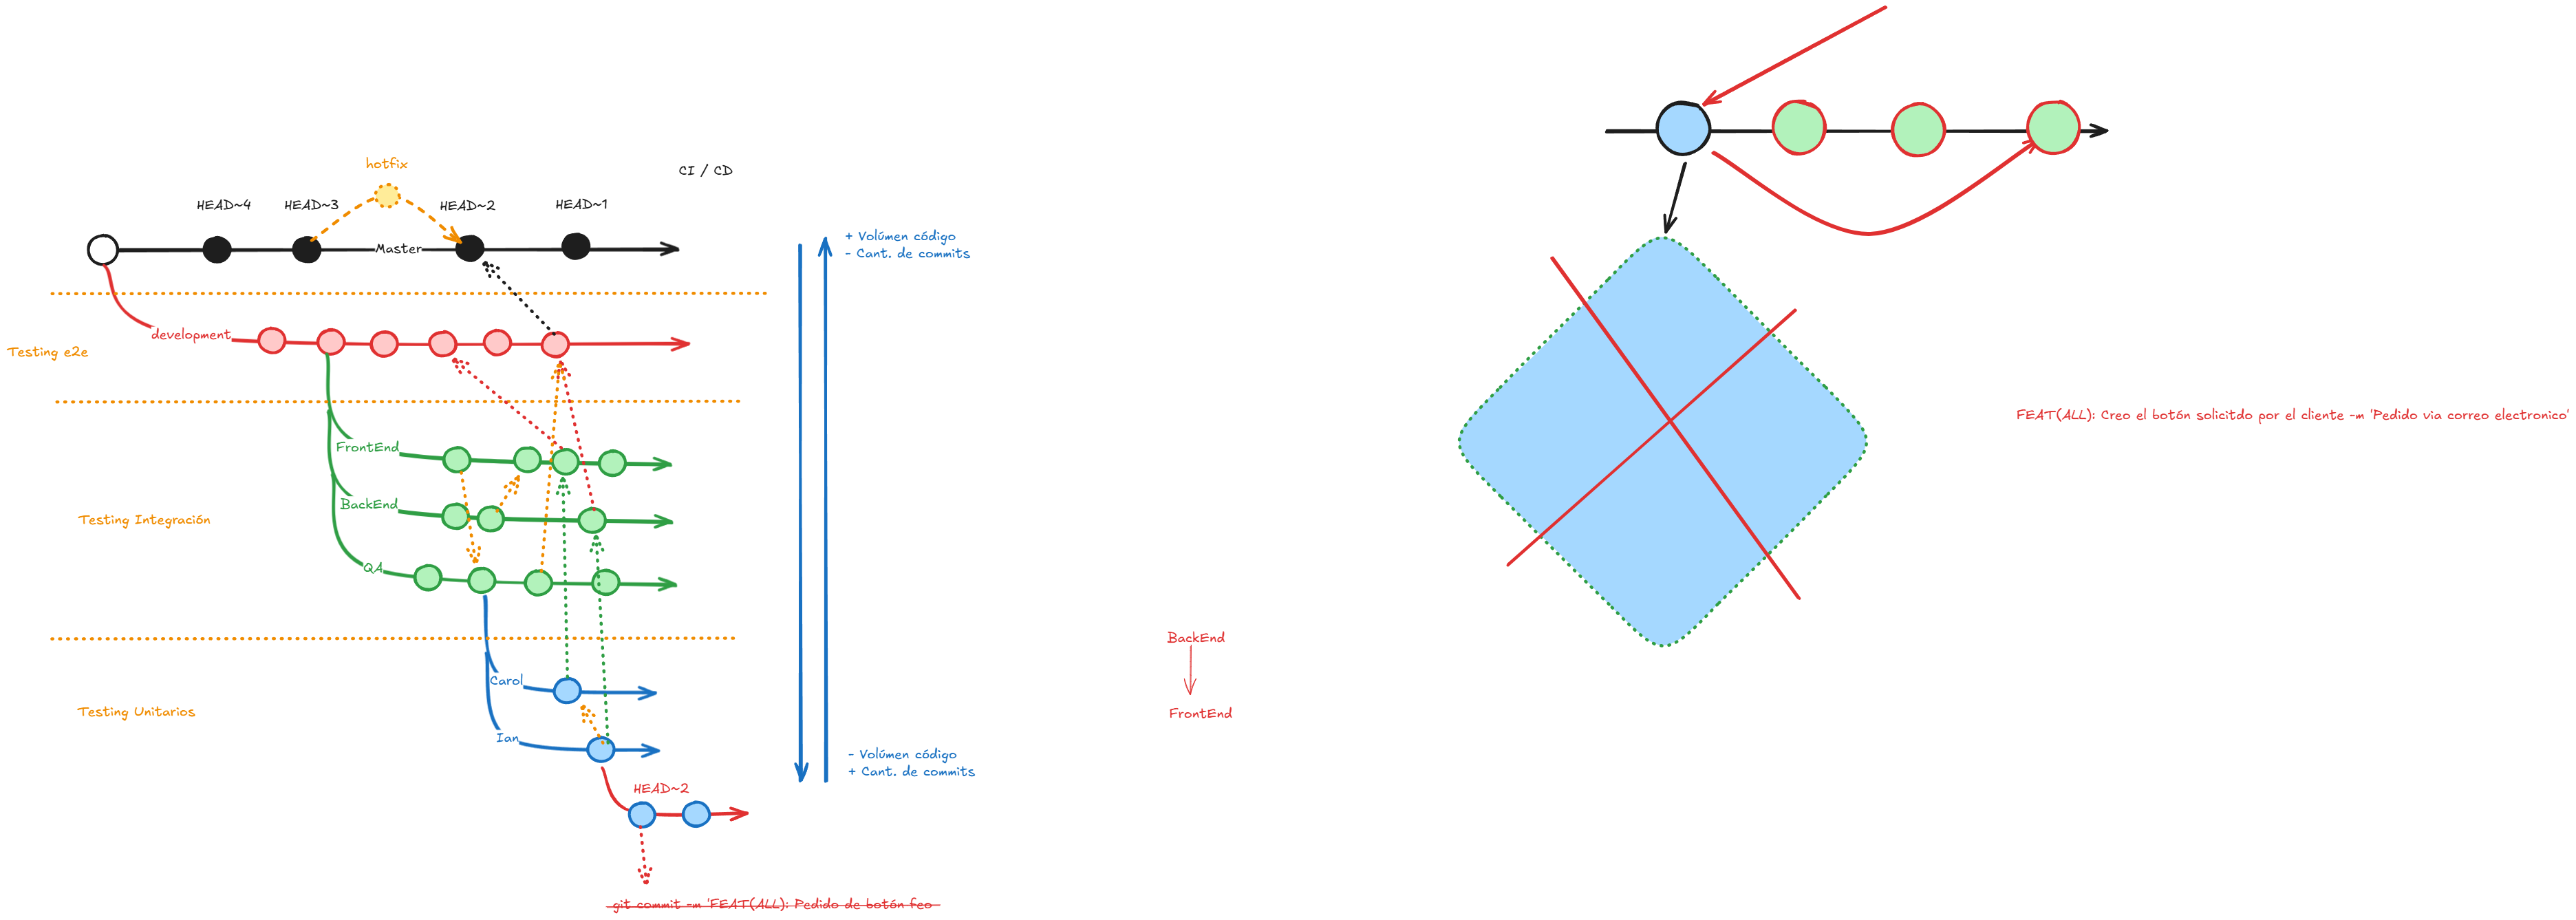 hotfix
CI / CD
HEAD~4
HEAD~3
HEAD~2
HEAD~1
Master
+ Volúmen código
- Cant. de commits
development
Testing e2e
FrontEnd
BackEnd
Testing Integración
QA
Carol
Testing Unitarios
Ian
- Volúmen código
+ Cant. de commits
HEAD~2
git commit -m 'FEAT(ALL): Pedido de botón feo
BackEnd
FrontEnd
FEAT(ALL): Creo el botón solicitdo por el cliente -m 'Pedido via correo electronico'